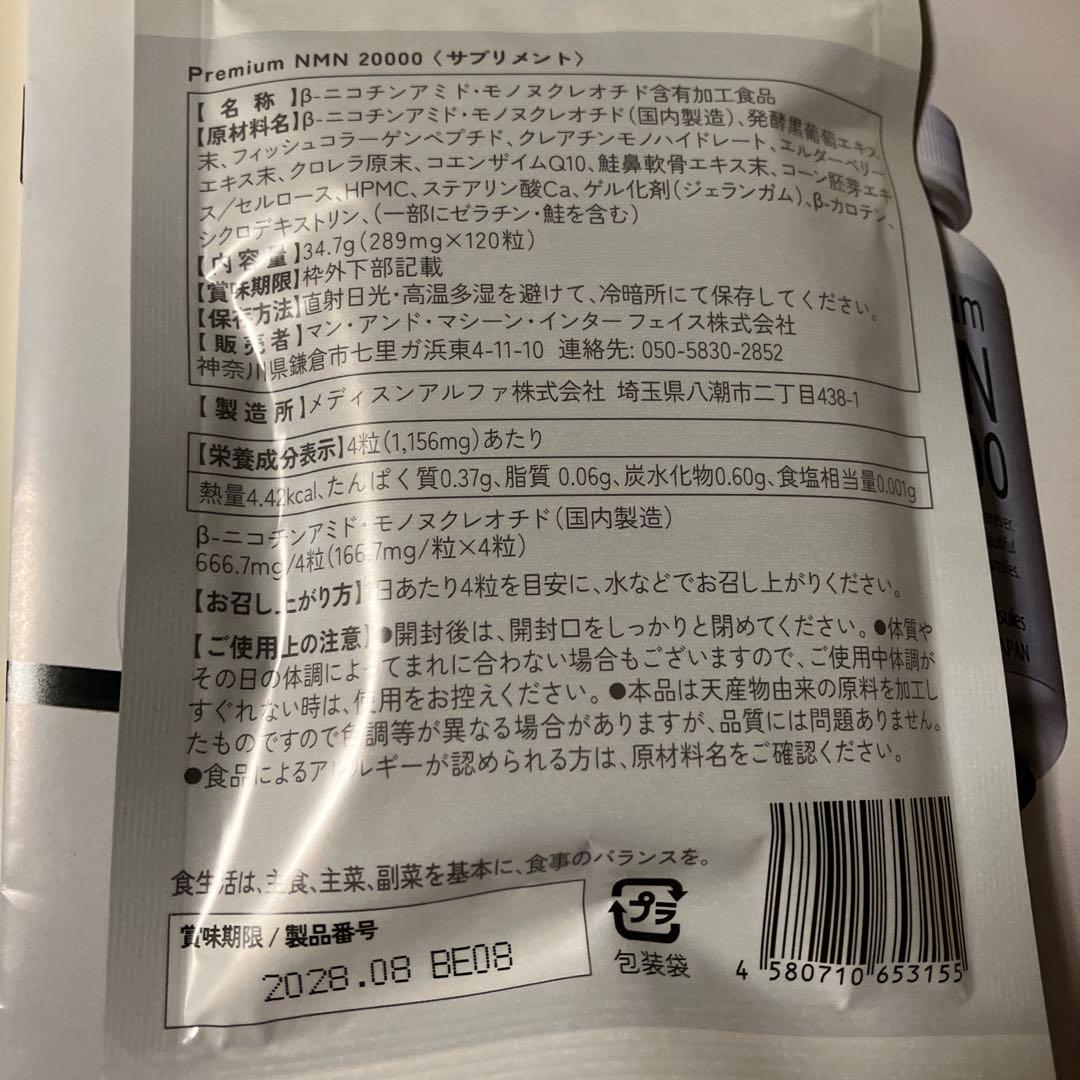 Premium NMN 20000〈サプリメント〉
【名称】β-ニコチンアミド・モノヌクレオチド含有加工食品
【原材料名】β-ニコチンアミド・モノヌクレオチド(国内製造)、発酵黒葡萄エキス
末、フィッシュコラーゲンペプチド、クレアチンモノハイドレート、エルダーベリー
エキス末、クロレラ原末、コエンザイムQ10、鮭鼻軟骨エキス末、コーン胚芽エキ
ス/セルロース、HPMC、ステアリン酸Ca、ゲル化剤(ジェランガム)、β-カロテン、
シクロデキストリン、(一部にゼラチン・鮭を含む)
【内容量】34.7g(289mg×120粒)
【賞味期限】枠外下部記載
【保存方法】直射日光・高温多湿を避けて、冷暗所にて保存してください。
【販売者】マン・アンド・マシーン・インターフェイス株式会社
神奈川県鎌倉市七里ガ浜東4-11-10 連絡先: 050-5830-2852
【製造所】メディスンアルファ株式会社 埼玉県八潮市二丁目438-1
【栄養成分表示】4粒(1,156mg)あたり
熱量4.42kcal、たんぱく質0.37g、脂質 0.06g、炭水化物0.60g、食塩相当量0.001g
β-ニコチンアミド・モノヌクレオチド(国内製造)
666.7mg/4粒(166.7mg/粒×4粒)
【お召し上がり方】1日あたり4粒を目安に、水などでお召し上がりください。
【ご使用上の注意】●開封後は、開封口をしっかりと閉めてください。●体質や
その日の体調によってまれに合わない場合もございますので、ご使用中体調が
すぐれない時は、使用をお控えください。●本品は天産物由来の原料を加工し
たものですので色調等が異なる場合がありますが、品質には問題ありません。
●食品によるアレルギーが認められる方は、原材料名をご確認ください。
食生活は、主食、主菜、副菜を基本に、食事のバランスを。
賞味期限 / 製品番号
2028.08 BE08
プラ
包装袋
4 580710 653155